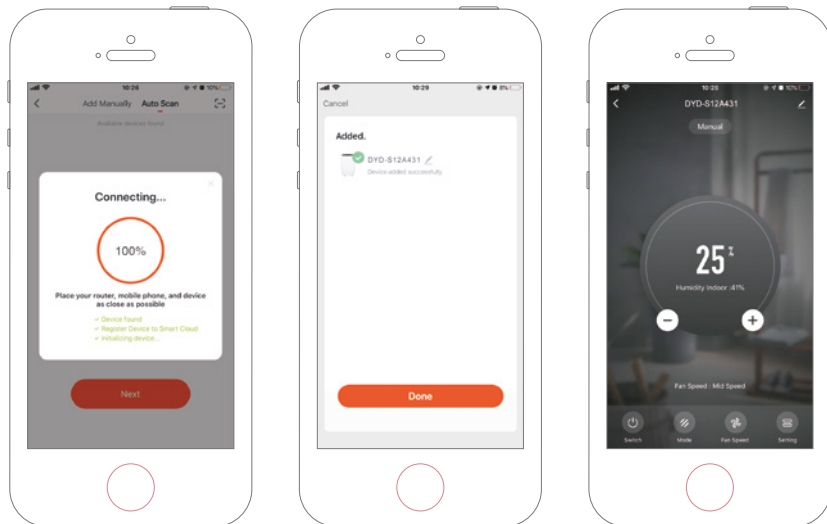 10:26
10%
Add Manually Auto Scan
Available devices found
Connecting...
100%
Place your router, mobile phone, and device
as close as possible
✓ Device found
✓ Register Device to Smart Cloud
✓ Initializing device...
Next
10:29
8%
Cancel
Added.
DYD-S12A431
Device added successfully
Done
10:26
10%
DYD-S12A431
Manual
25 %
Humidity Indoor :41%
Fan Speed : Mid Speed
Switch Mode Fan Speed Setting